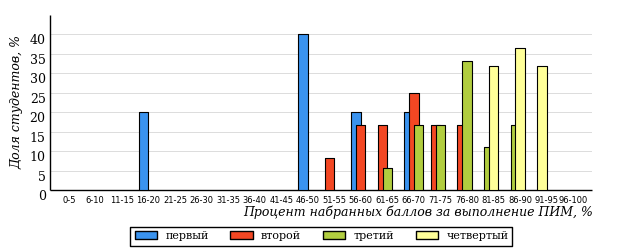 Доля студентов, %
40
35
30
25
20
15
10
5
0
0-5 6-10 11-15 16-20 21-25 26-30 31-35 36-40 41-45 46-50 51-55 56-60 61-65 66-70 71-75 76-80 81-85 86-90 91-95 96-100
Процент набранных баллов за выполнение ПИМ, %
первый второй третий четвертый